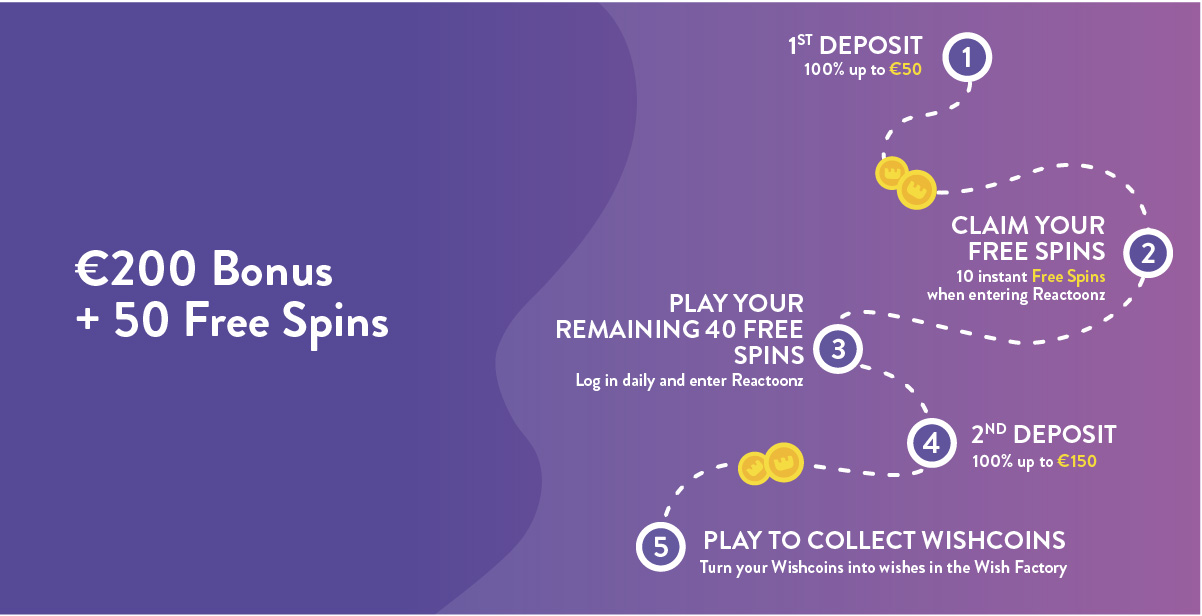 €200 Bonus
+ 50 Free Spins
1ST DEPOSIT
100% up to €50
1
CLAIM YOUR
FREE SPINS
10 instant Free Spins
when entering Reactoonz
2
PLAY YOUR
REMAINING 40 FREE
SPINS
Log in daily and enter Reactoonz
3
4
2ND DEPOSIT
100% up to €150
5
PLAY TO COLLECT WISHCOINS
Turn your Wishcoins into wishes in the Wish Factory